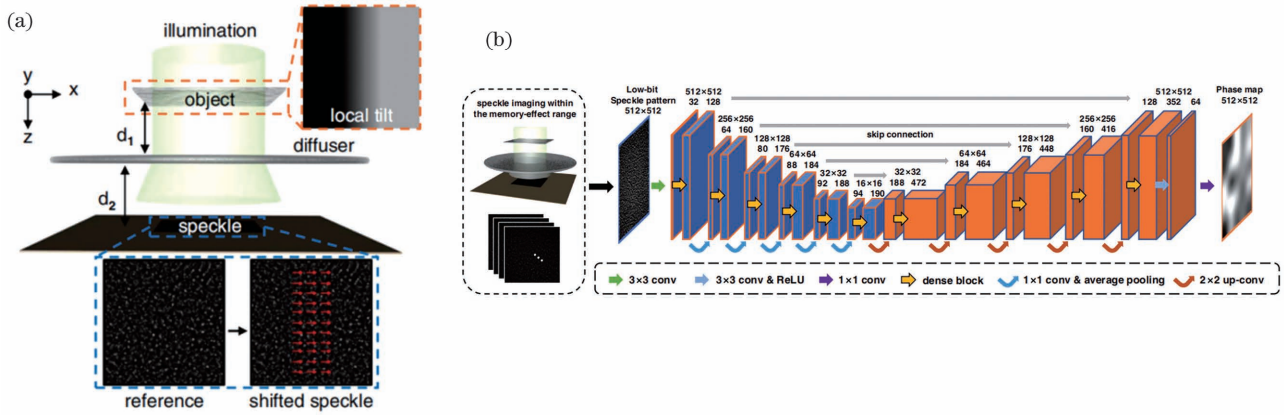 (a)
illumination
y
x
z
object
local tilt
d1
diffuser
d2
speckle
reference
shifted speckle
(b)
speckle imaging within
the memory-effect range
Low-bit
Speckle pattern
512×512
512×512
32 128
256×256
64 160
128×128
80 176
64×64
88 184
32×32
92 188
16×16
94 190
skip connection
32×32
188 472
64×64
184 464
128×128
176 448
256×256
160 416
512×512
128 352 64
Phase map
512×512
3×3 conv
3×3 conv & ReLU
1×1 conv
dense block
1×1 conv & average pooling
2×2 up-conv